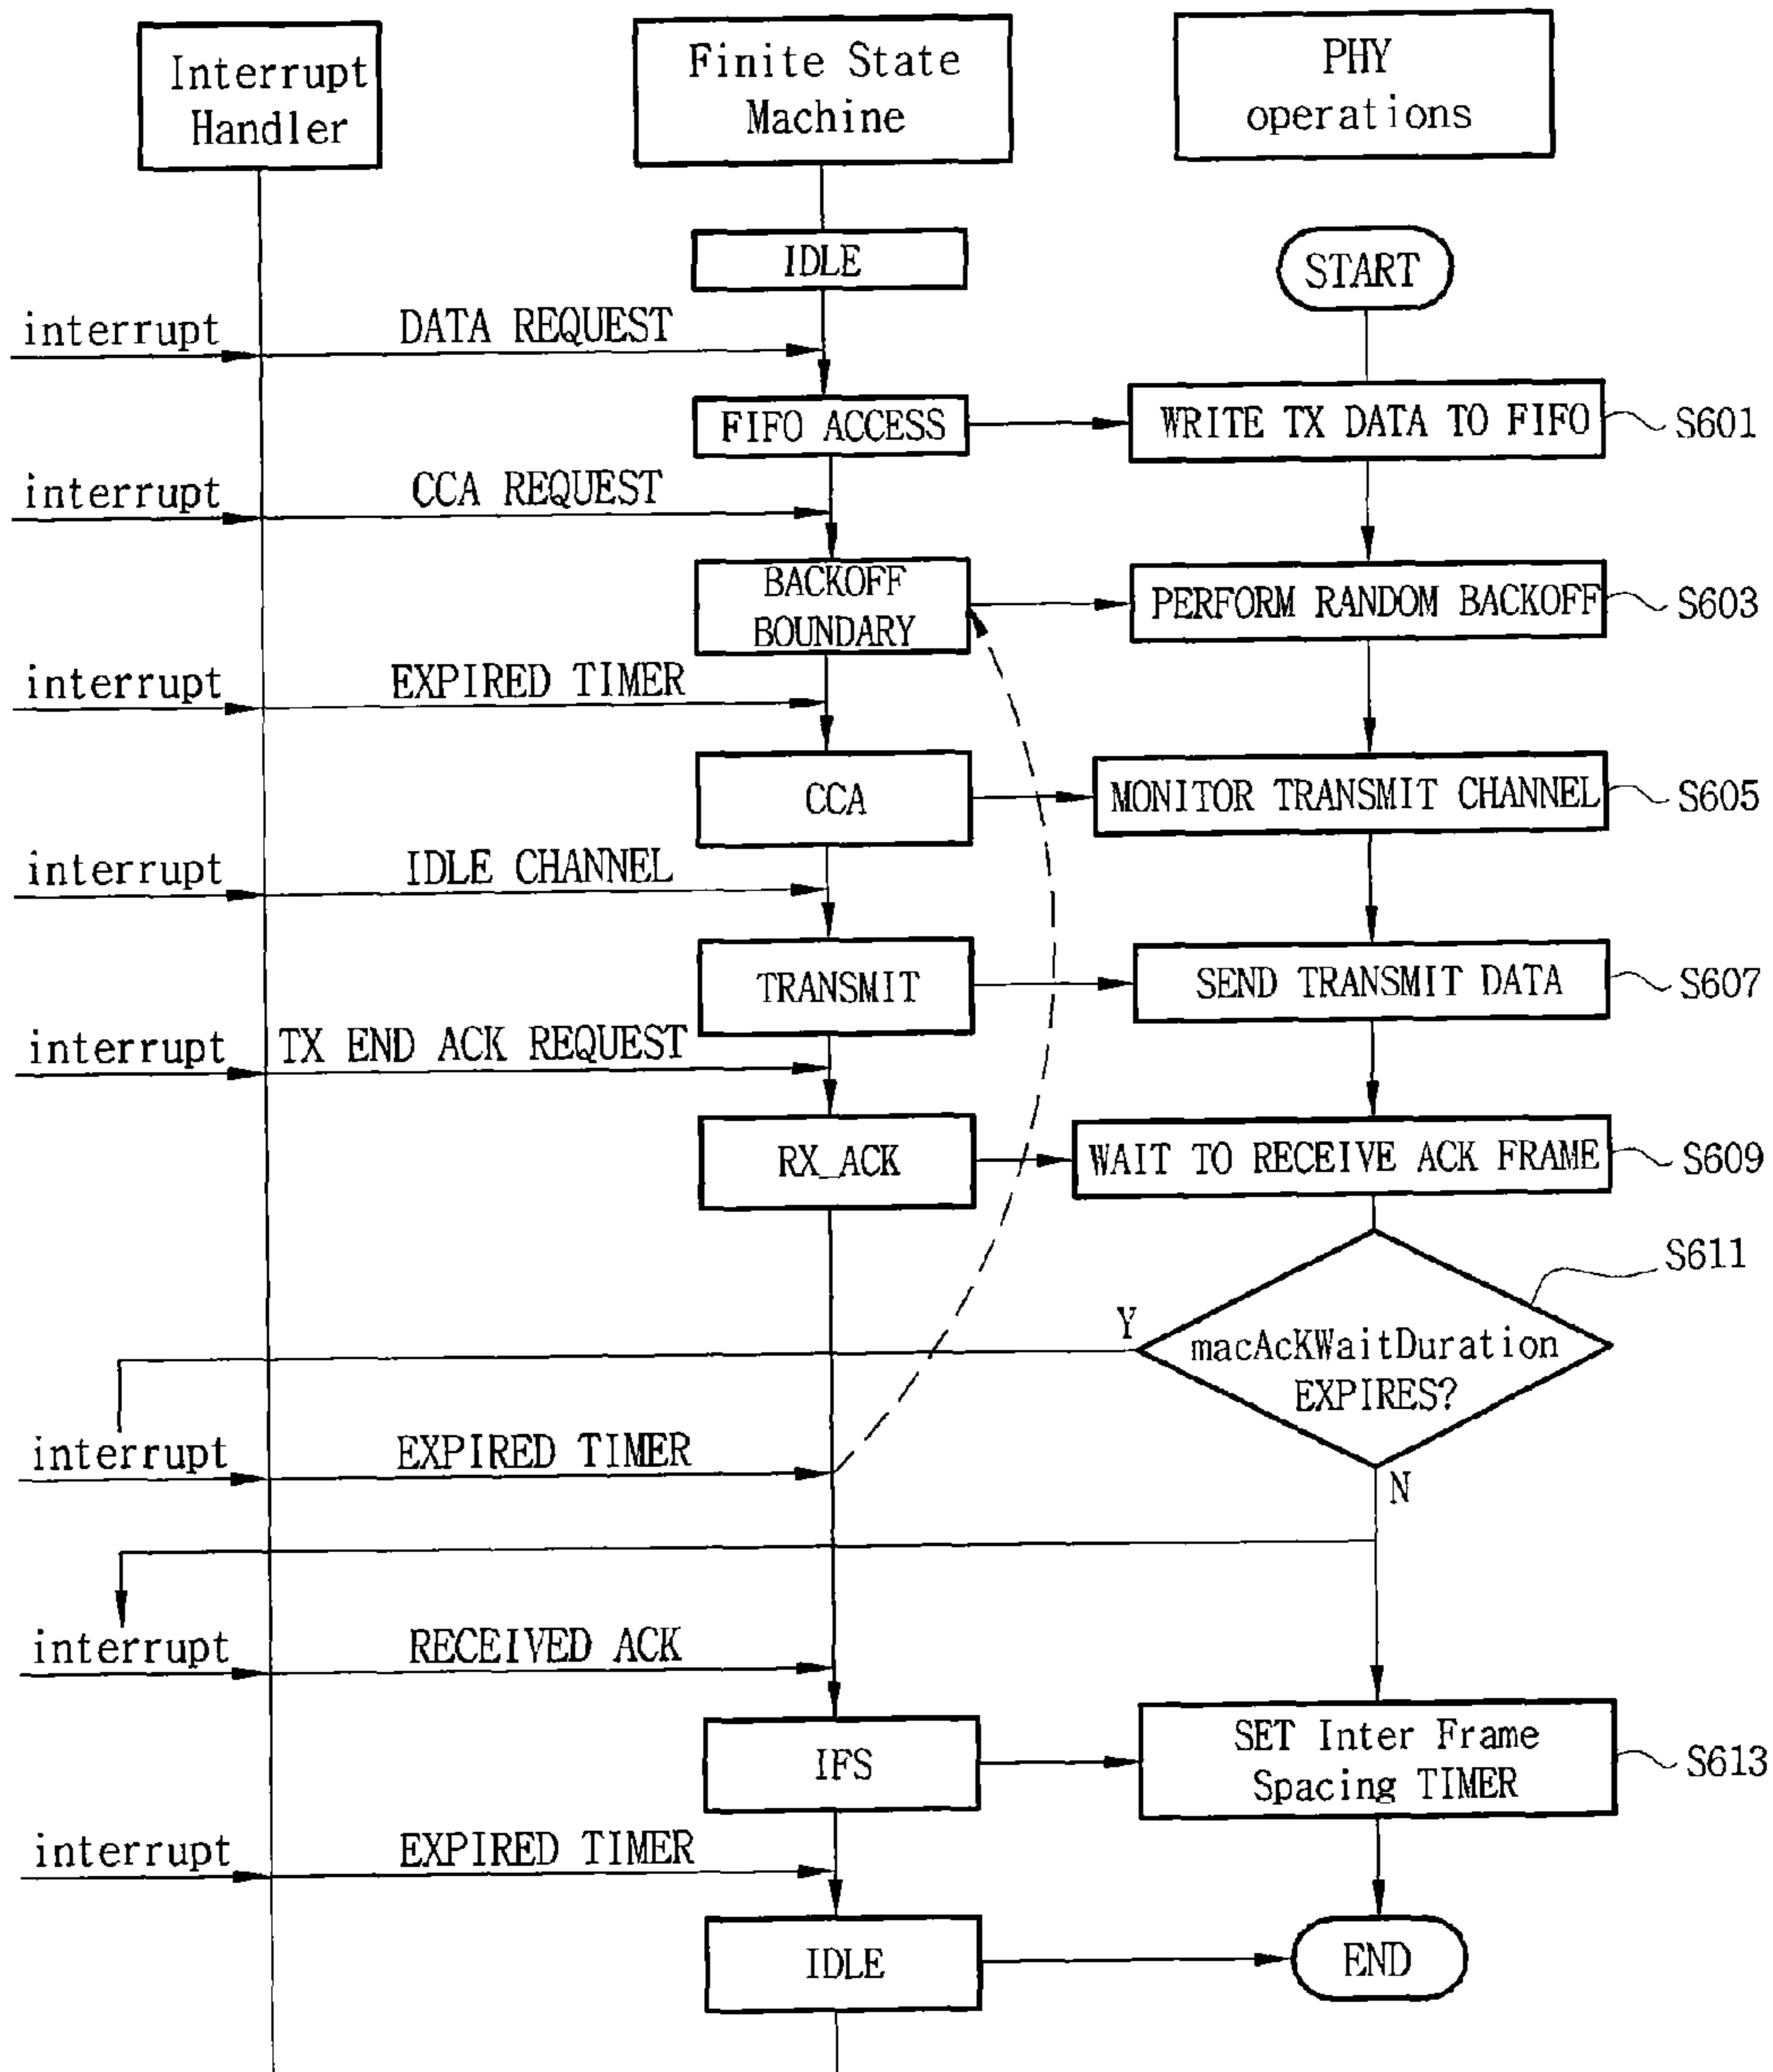 Interrupt
Handler
Finite State
Machine
PHY
operations
IDLE
START
interrupt
DATA REQUEST
FIFO ACCESS
WRITE TX DATA TO FIFO
S601
interrupt
CCA REQUEST
BACKOFF
BOUNDARY
PERFORM RANDOM BACKOFF
S603
interrupt
EXPIRED TIMER
CCA
MONITOR TRANSMIT CHANNEL
S605
interrupt
IDLE CHANNEL
TRANSMIT
SEND TRANSMIT DATA
S607
interrupt
TX END ACK REQUEST
RX_ACK
WAIT TO RECEIVE ACK FRAME
S609
S611
Y
macAcKWaitDuration
EXPIRES?
interrupt
EXPIRED TIMER
N
interrupt
RECEIVED ACK
IFS
SET Inter Frame
Spacing TIMER
S613
interrupt
EXPIRED TIMER
IDLE
END